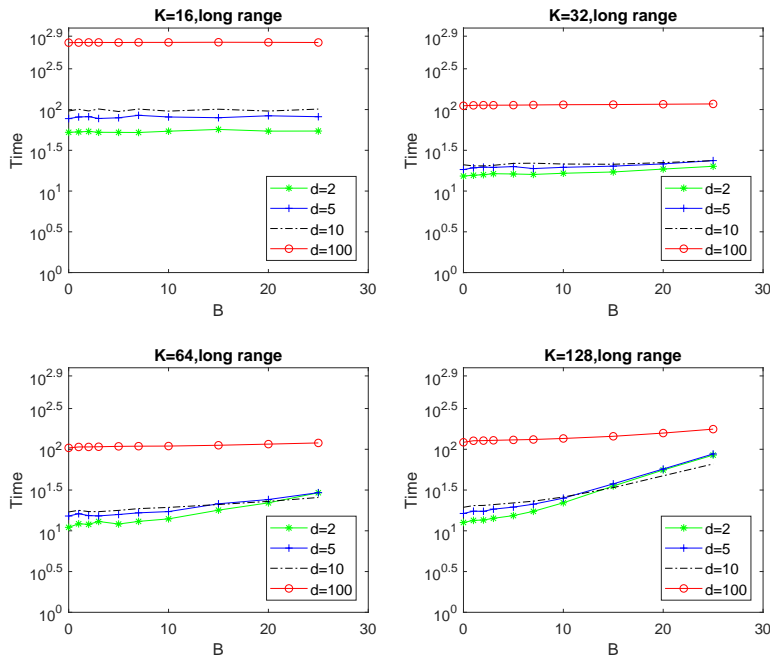 K=16,long range
10^2.9
10^2.5
10^2
10^1.5
10^1
10^0.5
10^0
Time
0
10
20
30
B
d=2
d=5
d=10
d=100
K=32,long range
10^2.9
10^2.5
10^2
10^1.5
10^1
10^0.5
10^0
Time
0
10
20
30
B
d=2
d=5
d=10
d=100
K=64,long range
10^2.9
10^2.5
10^2
10^1.5
10^1
10^0.5
10^0
Time
0
10
20
30
B
d=2
d=5
d=10
d=100
K=128,long range
10^2.9
10^2.5
10^2
10^1.5
10^1
10^0.5
10^0
Time
0
10
20
30
B
d=2
d=5
d=10
d=100